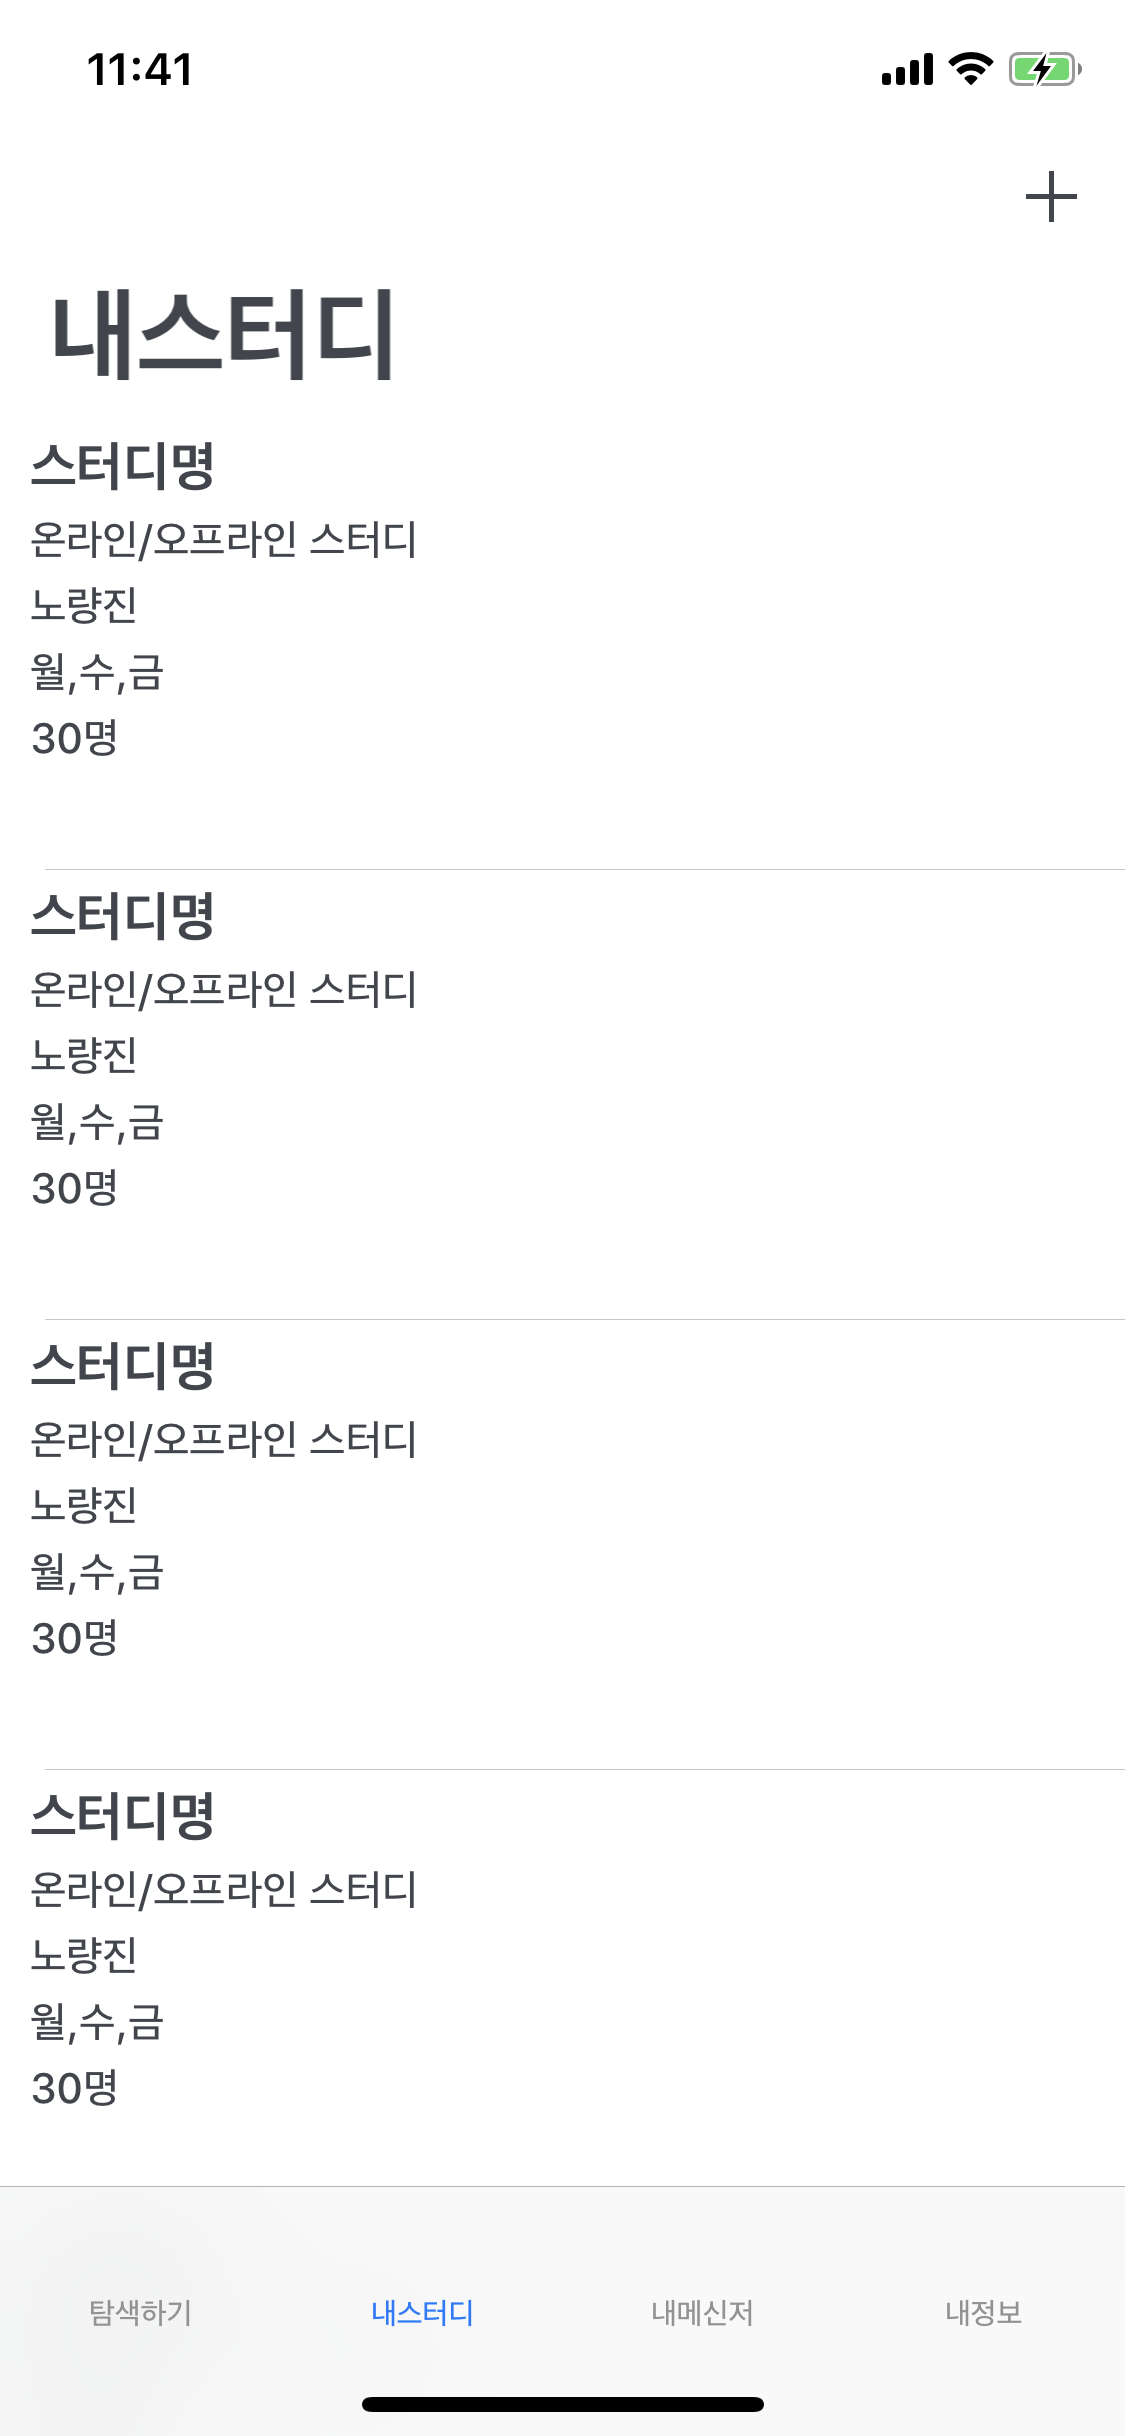 11:41
내스터디
스터디명
온라인/오프라인 스터디
노량진
월,수,금
30명
스터디명
온라인/오프라인 스터디
노량진
월,수,금
30명
스터디명
온라인/오프라인 스터디
노량진
월,수,금
30명
스터디명
온라인/오프라인 스터디
노량진
월,수,금
30명
탐색하기 내스터디 내메신저 내정보